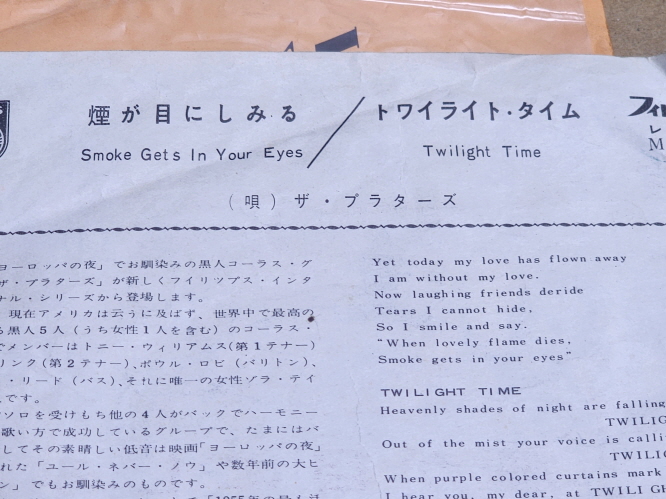 煙が目にしみる／トワイライト・タイム
Smoke Gets In Your Eyes
Twilight Time
レ
M
(唄) ザ・プラターズ
ヨーロッパの夜」でお馴染みの黒人コーラス・グ
ザ・プラターズ」が新しくフイリップス・インタ
ナル・シリーズから登場します。
現在アメリカは云うに及ばず、世界中で最高の
黒人5人(うち女性1人を含む)のコーラス・
でメンバーはトニー・ウィリアムス(第1テナー)
リンク(第2テナー)、ポウル・ロビ(バリトン)、
・リード(バス)、それに唯一の女性ゾラ・テイ
です。
ソロを受けもち他の4人がバックでハーモニー
歌い方で成功しているグループで、たまにはバ
してその素晴しい低音は映画「ヨーロッパの夜」
れた「ユール・ネバー・ノウ」や数年前の大ヒ
ン」でもお馴染みのものです。
Yet today my love has flown away
I am without my love.
Now laughing friends deride
Tears I cannot hide,
So I smile and say.
"When lovely flame dies,
Smoke gets in your eyes"
TWILIGHT TIME
Heavenly shades of night are falling
TWILIG
Out of the mist your voice is calli
TWILIG
When purple colored curtains mark
I hear you, my dear, at TWILIGH